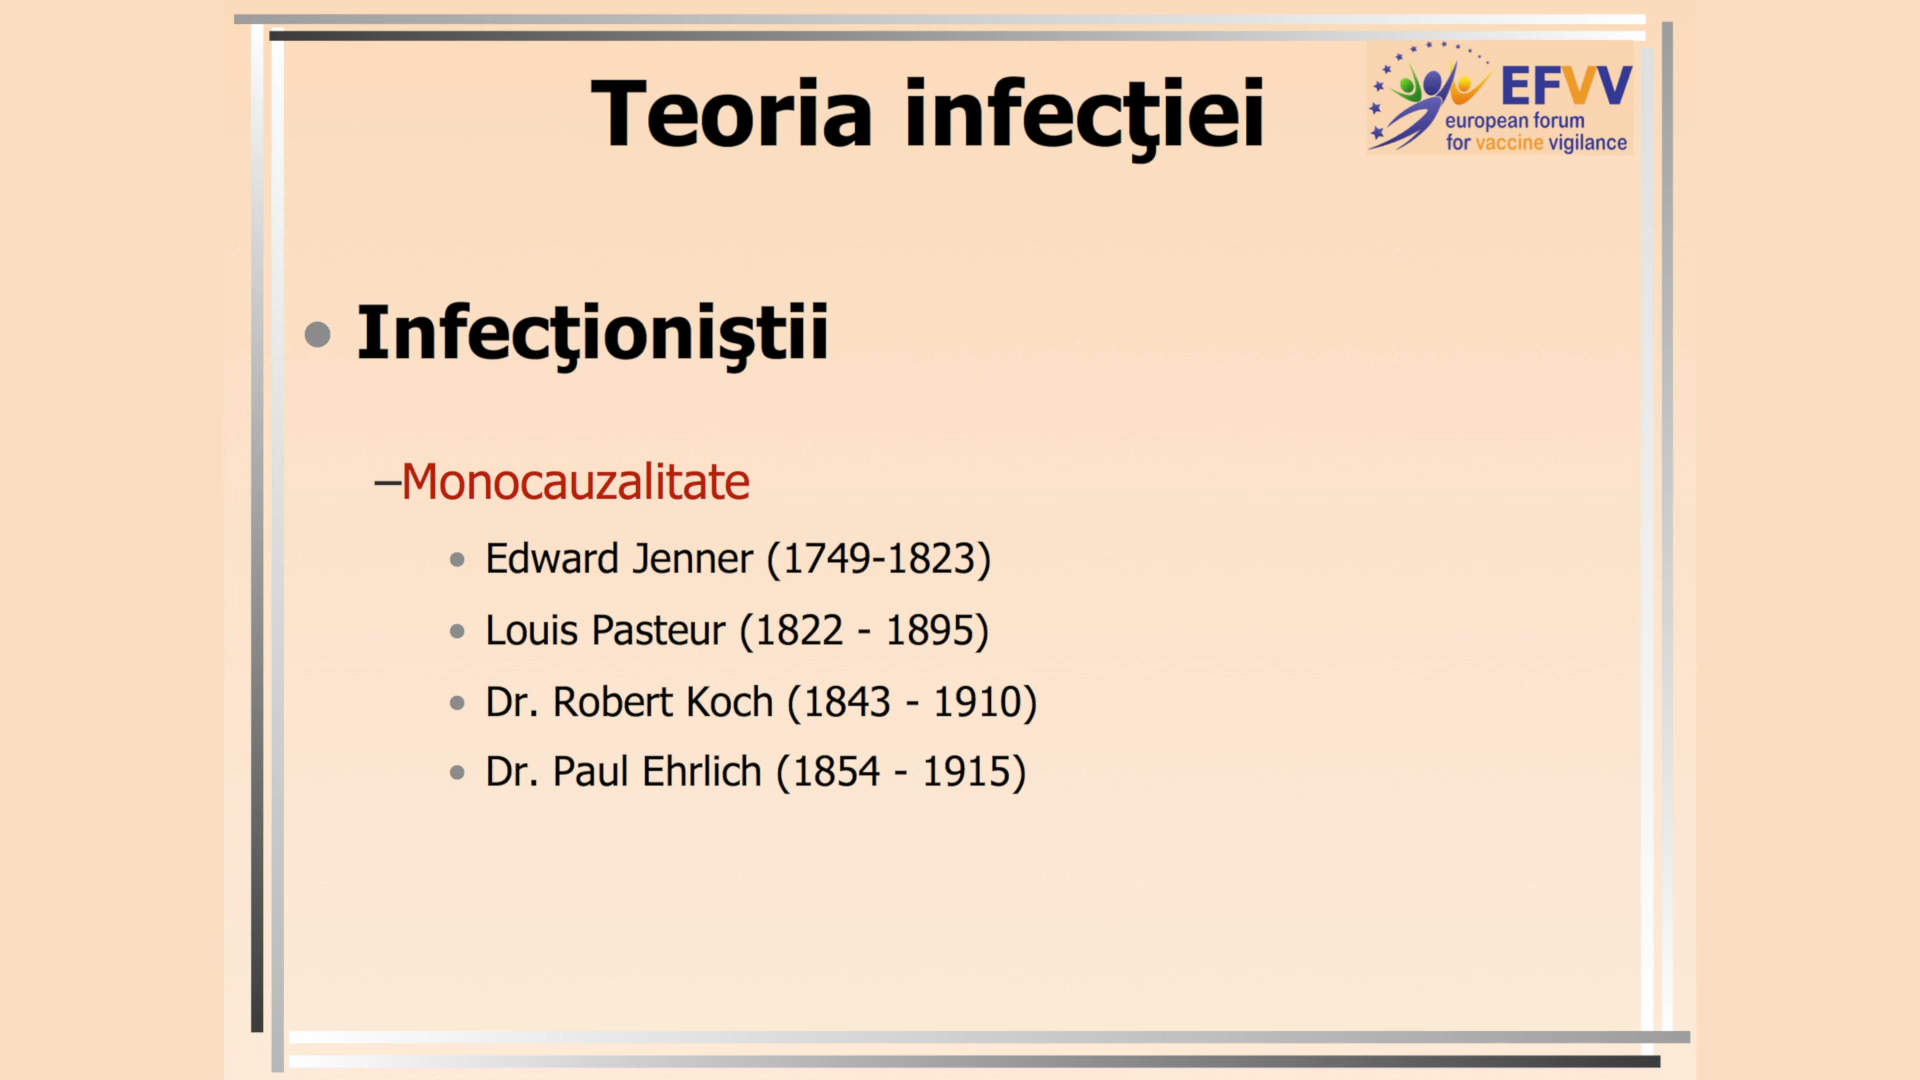 Teoria infecţiei
EFVV
european forum
for vaccine vigilance
• Infecţioniştii
–Monocauzalitate
• Edward Jenner (1749-1823)
• Louis Pasteur (1822 - 1895)
• Dr. Robert Koch (1843 - 1910)
• Dr. Paul Ehrlich (1854 - 1915)